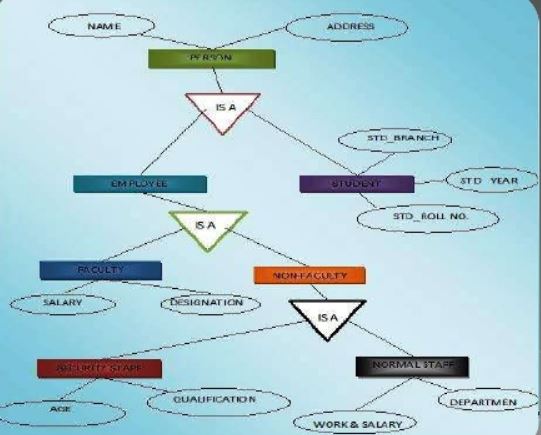 NAME
ADDRESS
PERSON
IS A
STD_BRANCH
EMPLOYEE
STUDENT
STD_YEAR
STD_ROLL NO.
IS A
FACULTY
NON-FACULTY
SALARY
DESIGNATION
IS A
SECURITY STAFF
NORMAL STAFF
AGE
QUALIFICATION
DEPARTMEN
WORK & SALARY